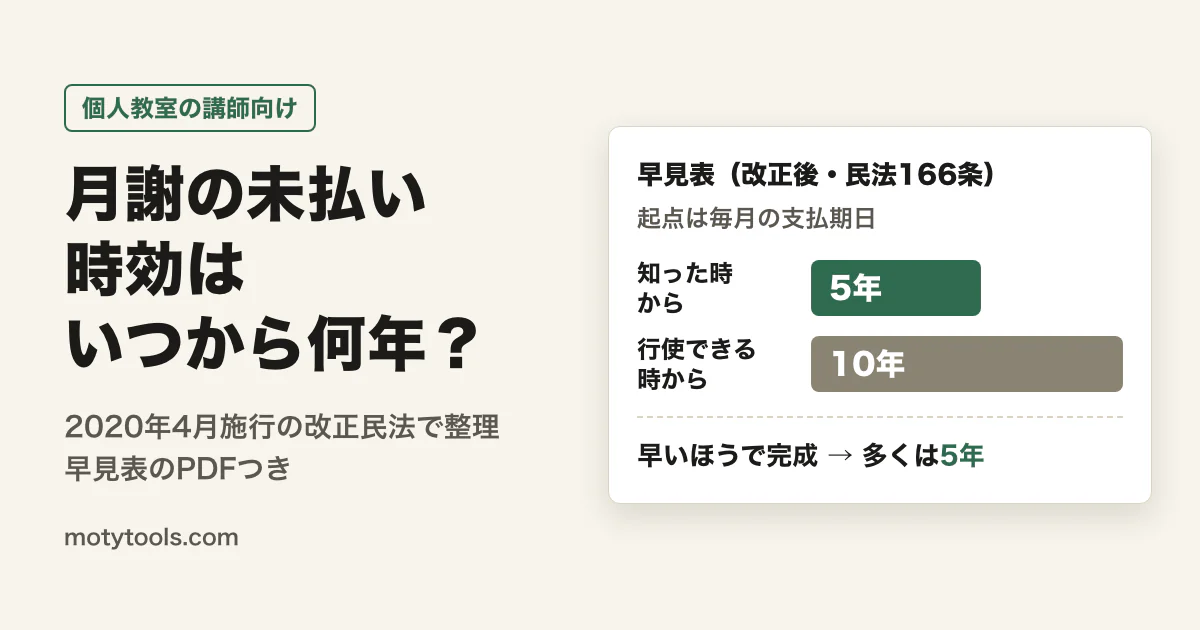 個人教室の講師向け
月謝の未払い
時効は
いつから何年？
2020年4月施行の改正民法で整理
早見表のPDFつき
motytools.com
早見表（改正後・民法166条）
起点は毎月の支払期日
知った時
から
5年
行使できる
時から
10年
早いほうで完成 → 多くは5年